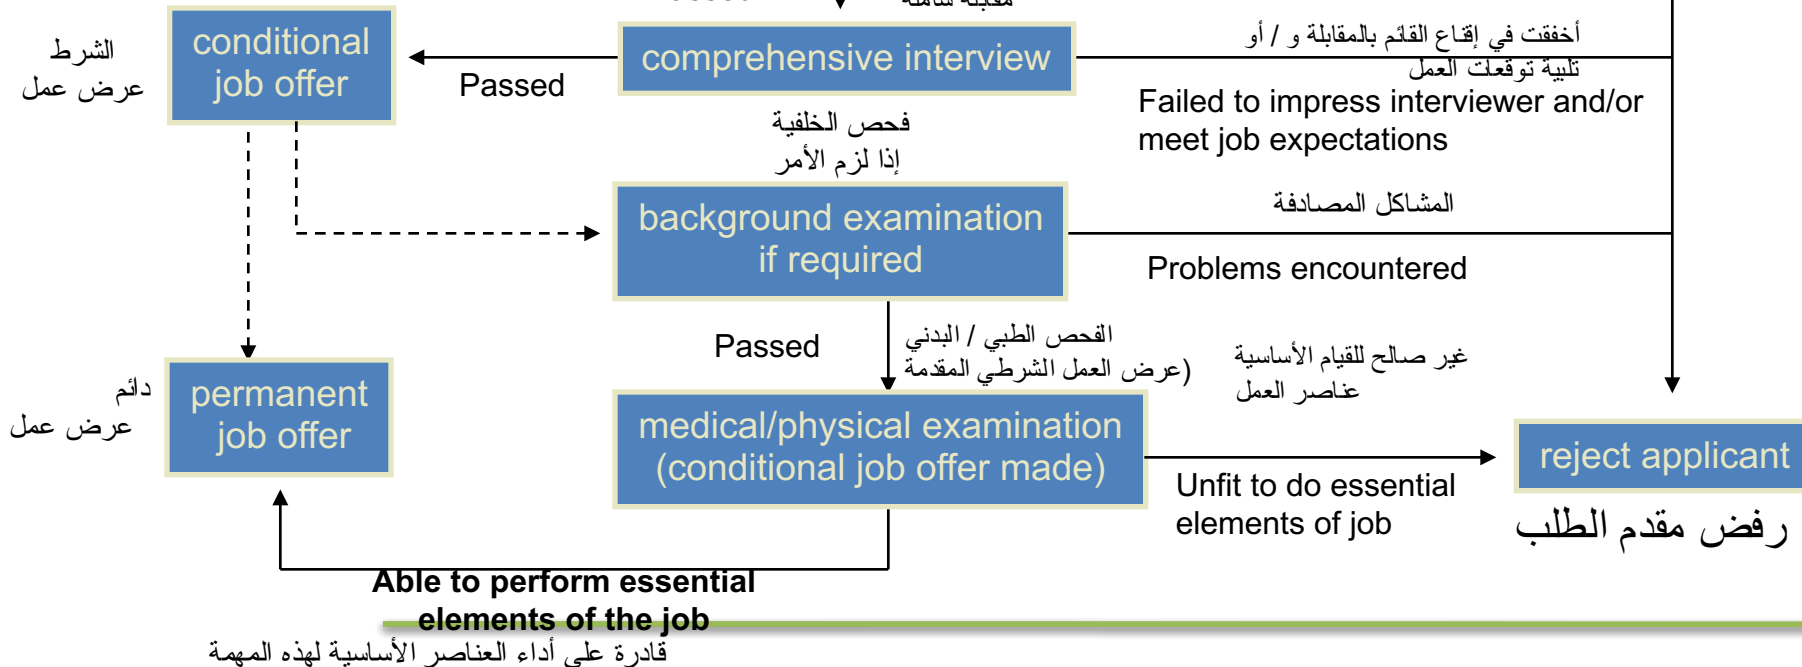 مقابلة شاملة
conditional
job offer
الشرط
عرض عمل
Passed
comprehensive interview
أخفقت في إقناع القائم بالمقابلة و / أو
تلبية توقعات العمل
Failed to impress interviewer and/or
meet job expectations
فحص الخلفية
إذا لزم الأمر
background examination
if required
المشاكل المصادفة
Problems encountered
Passed
الفحص الطبي / البدني
(عرض العمل الشرطي المقدمة
غير صالح للقيام الأساسية
عناصر العمل
permanent
job offer
دائم
عرض عمل
medical/physical examination
(conditional job offer made)
Unfit to do essential
elements of job
reject applicant
رفض مقدم الطلب
Able to perform essential
elements of the job
قادرة على أداء العناصر الأساسية لهذه المهمة